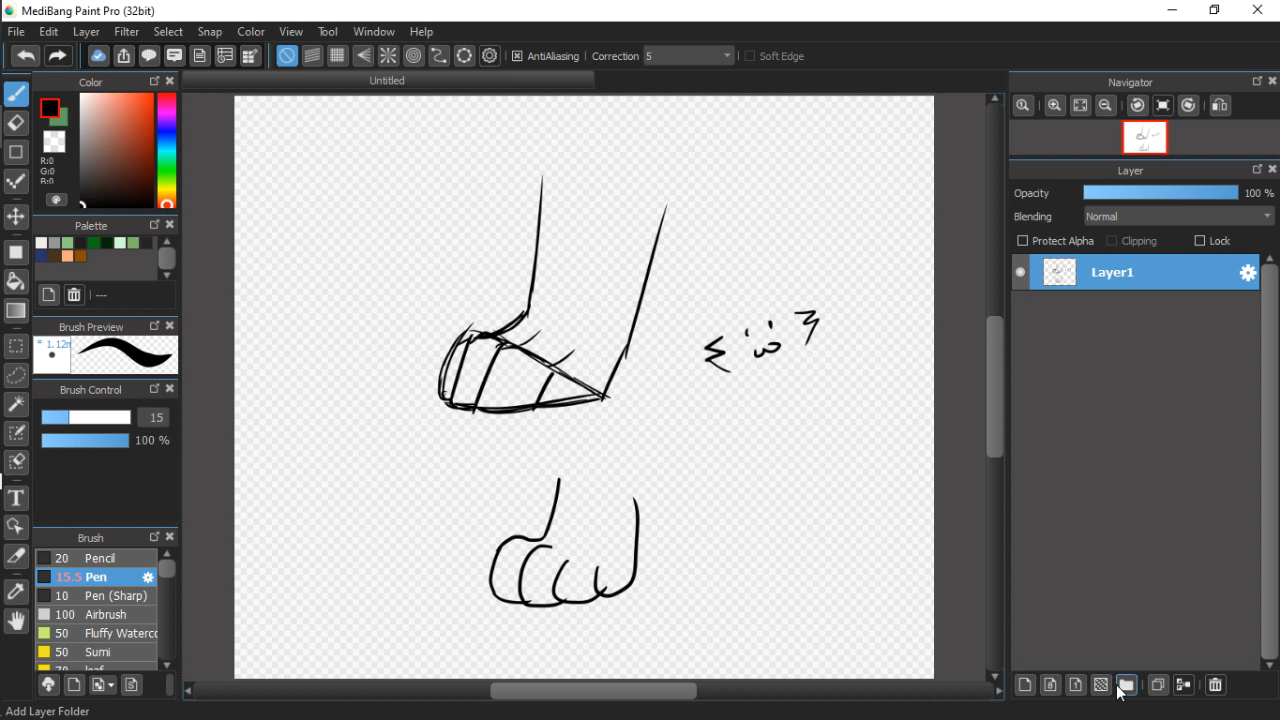 MediBang Paint Pro (32bit)
File Edit Layer Filter Select Snap Color View Tool Window Help
AntiAliasing Correction 5 Soft Edge
Color
Untitled
Navigator
R:0
G:0
B:0
Layer
Opacity 100 %
Blending Normal
Palette
Protect Alpha Clipping Lock
Layer1
---
Brush Preview
* 1.12m
Brush Control
15
100 %
Brush
20 Pencil
15.5 Pen
10 Pen (Sharp)
100 Airbrush
50 Fluffy Waterco
50 Sumi
70 leaf
Add Layer Folder